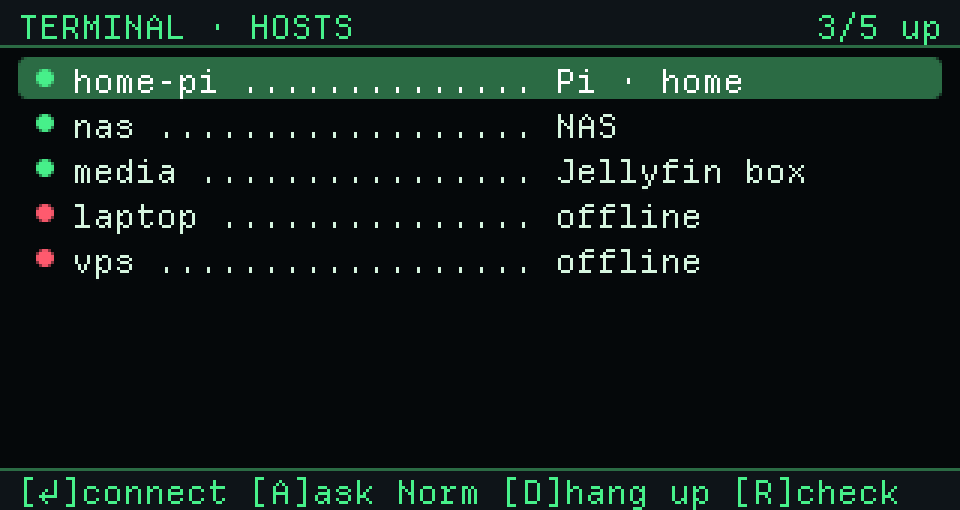 TERMINAL · HOSTS 3/5 up
home-pi .............. Pi · home
nas .................. NAS
media ................ Jellyfin box
laptop ............... offline
vps .................. offline
[↲]connect [A]ask Norm [D]hang up [R]check